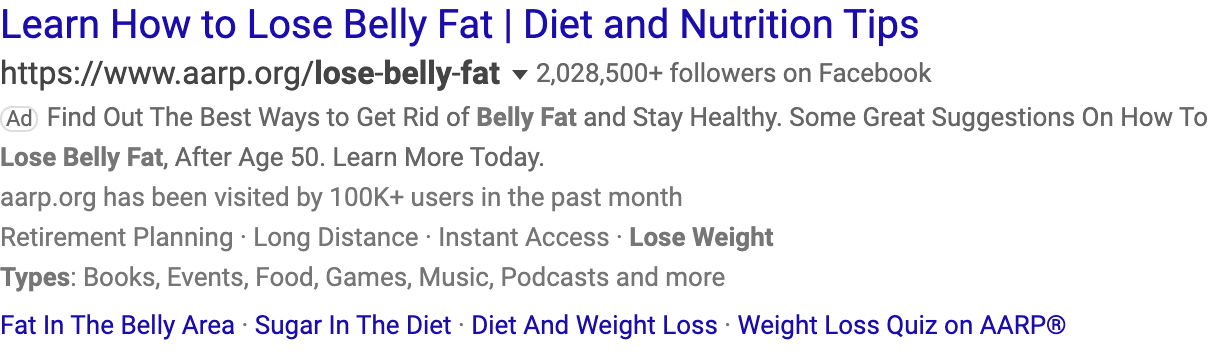 Learn How to Lose Belly Fat | Diet and Nutrition Tips
https://www.aarp.org/lose-belly-fat ▼ 2,028,500+ followers on Facebook
Ad Find Out The Best Ways to Get Rid of Belly Fat and Stay Healthy. Some Great Suggestions On How To
Lose Belly Fat, After Age 50. Learn More Today.
aarp.org has been visited by 100K+ users in the past month
Retirement Planning · Long Distance · Instant Access · Lose Weight
Types: Books, Events, Food, Games, Music, Podcasts and more
Fat In The Belly Area · Sugar In The Diet · Diet And Weight Loss · Weight Loss Quiz on AARP®